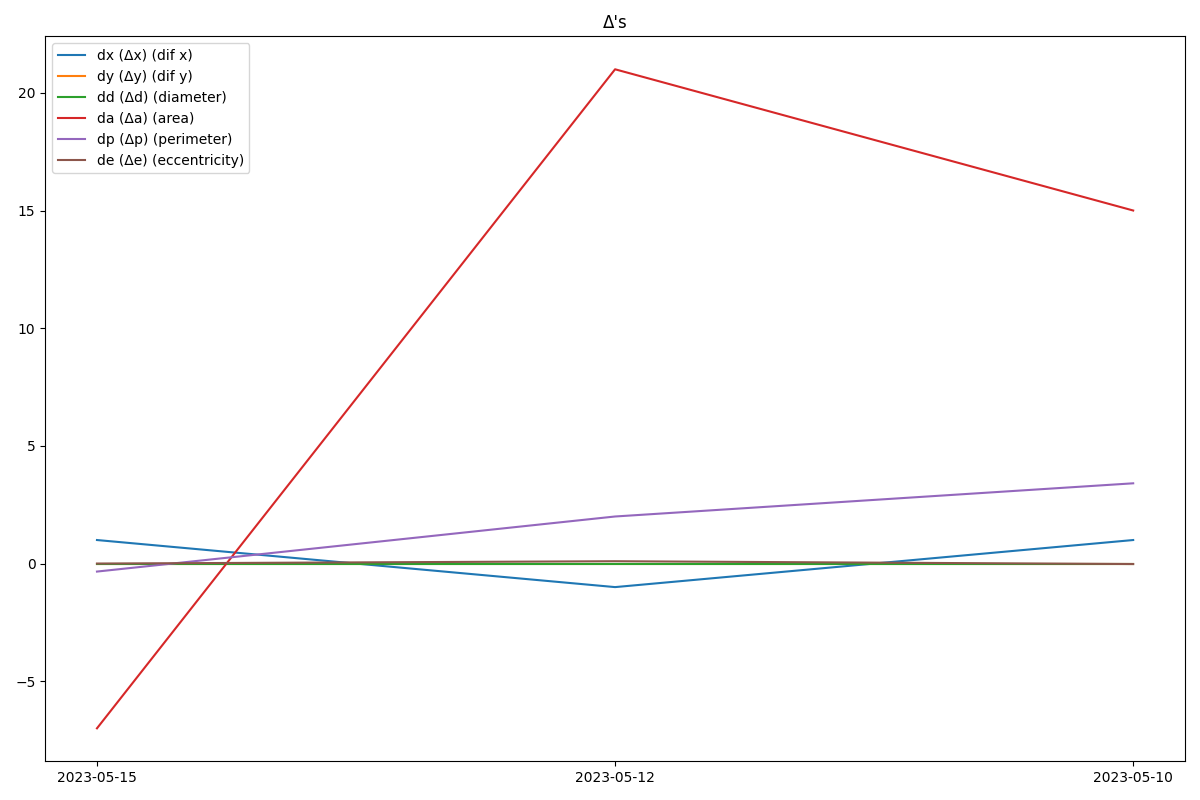 Δ's
dx (Δx) (dif x)
dy (Δy) (dif y)
dd (Δd) (diameter)
da (Δa) (area)
dp (Δp) (perimeter)
de (Δe) (eccentricity)
20
15
10
5
0
−5
2023-05-15 2023-05-12 2023-05-10